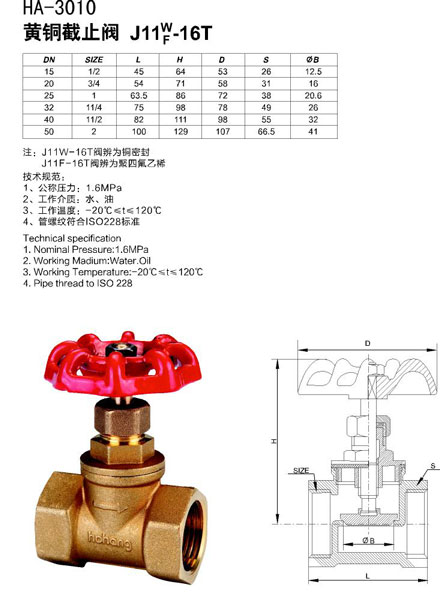 HA-3010
黄铜截止阀 J11W/F-16T
DN SIZE L H D S ØB
15 1/2 45 64 53 26 12.5
20 3/4 54 71 58 31 16
25 1 63.5 86 72 38 20.6
32 11/4 75 98 78 49 26
40 11/2 82 111 98 55 32
50 2 100 129 107 66.5 41
注：J11W-16T阀辨为铜密封
J11F-16T阀辨为聚四氟乙稀
技术规范：
1、公称压力：1.6MPa
2、工作介质：水、油
3、工作温度：-20℃≤t≤120℃
4、管螺纹符合ISO228标准
Technical specification
1. Nominal Pressure:1.6MPa
2. Working Madium:Water.Oil
3. Working Temperature:-20℃≤t≤120℃
4. Pipe thread to ISO 228
D
H
SIZE
S
ØB
L
hchang